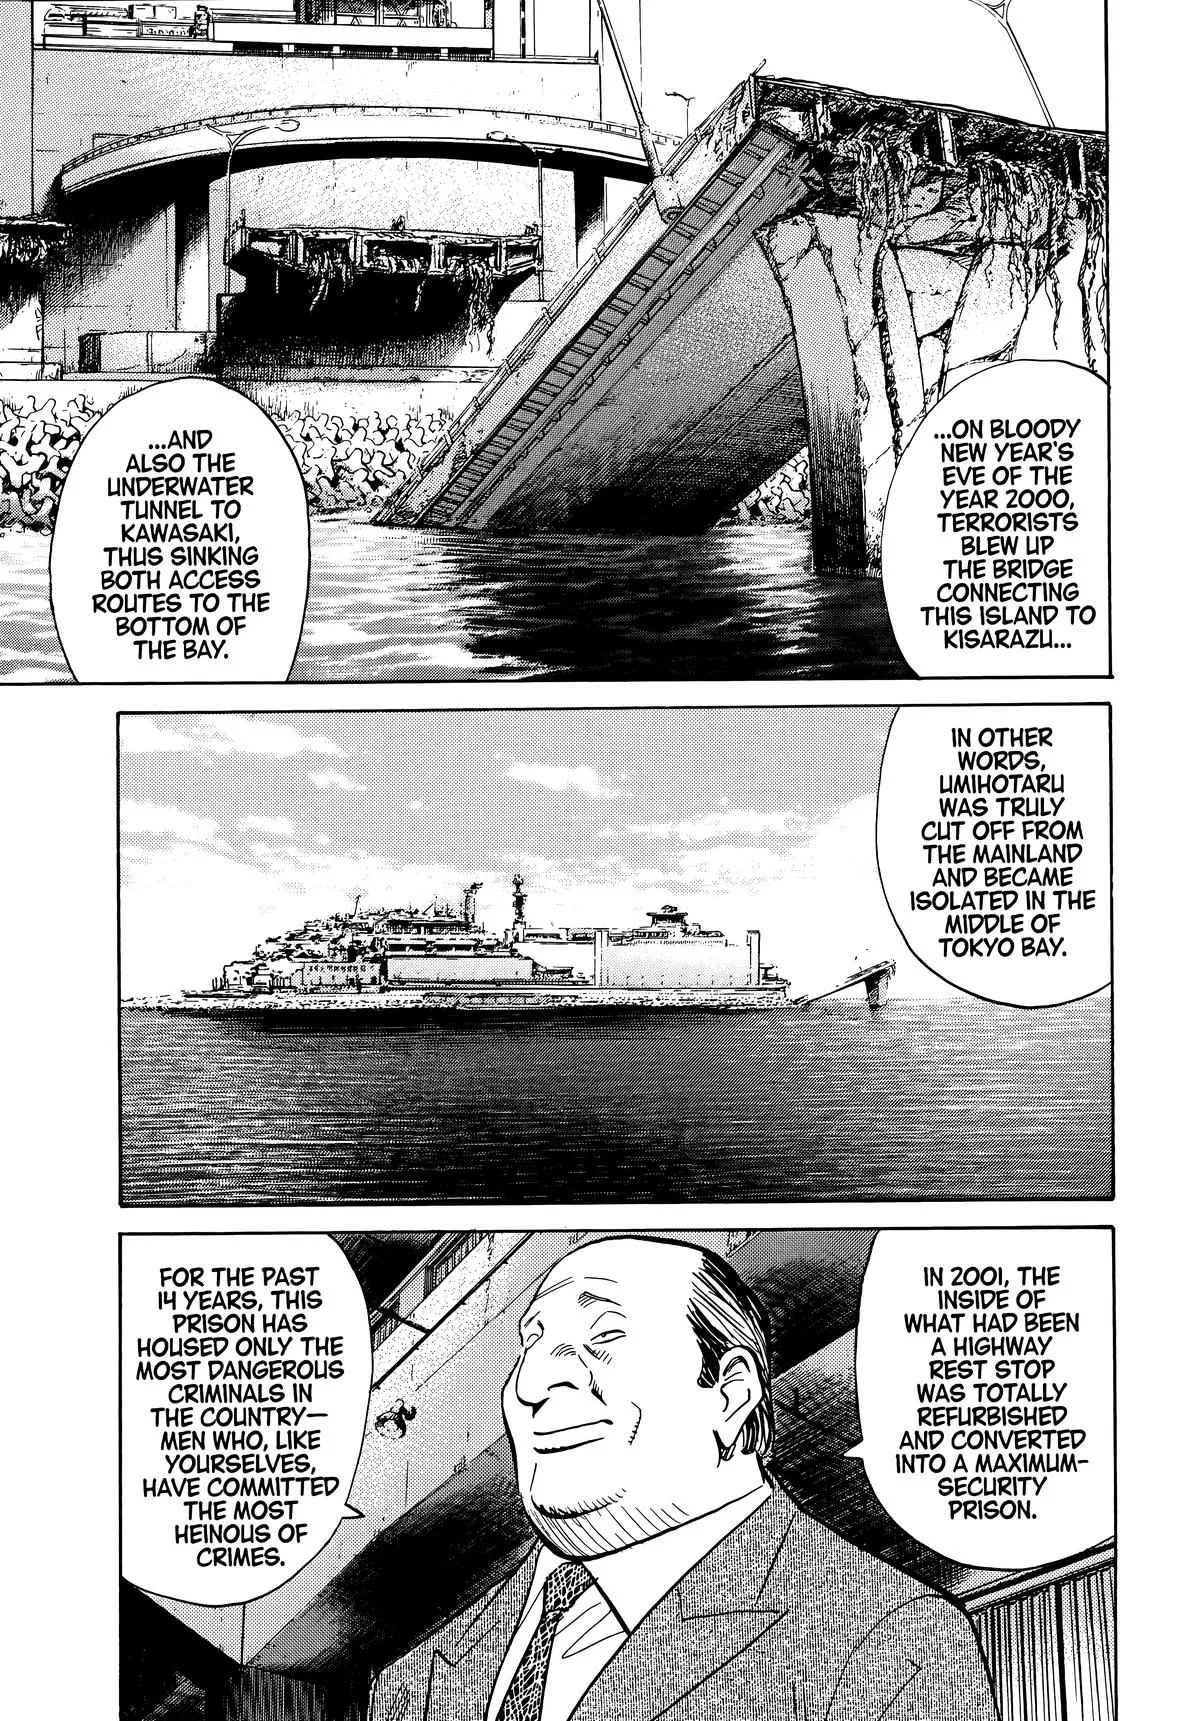 ...ON BLOODY
NEW YEAR'S
EVE OF THE
YEAR 2000,
TERRORISTS
BLEW UP
THE BRIDGE
CONNECTING
THIS ISLAND TO
KISARAZU...
...AND
ALSO THE
UNDERWATER
TUNNEL TO
KAWASAKI,
THUS SINKING
BOTH ACCESS
ROUTES TO THE
BOTTOM OF
THE BAY.
IN OTHER
WORDS,
UMIHOTARU
WAS TRULY
CUT OFF FROM
THE MAINLAND
AND BECAME
ISOLATED IN THE
MIDDLE OF
TOKYO BAY.
IN 2001, THE
INSIDE OF
WHAT HAD BEEN
A HIGHWAY
REST STOP
WAS TOTALLY
REFURBISHED
AND CONVERTED
INTO A MAXIMUM-
SECURITY
PRISON.
FOR THE PAST
14 YEARS, THIS
PRISON HAS
HOUSED ONLY THE
MOST DANGEROUS
CRIMINALS IN
THE COUNTRY—
MEN WHO, LIKE
YOURSELVES,
HAVE COMMITTED
THE MOST
HEINOUS OF
CRIMES.